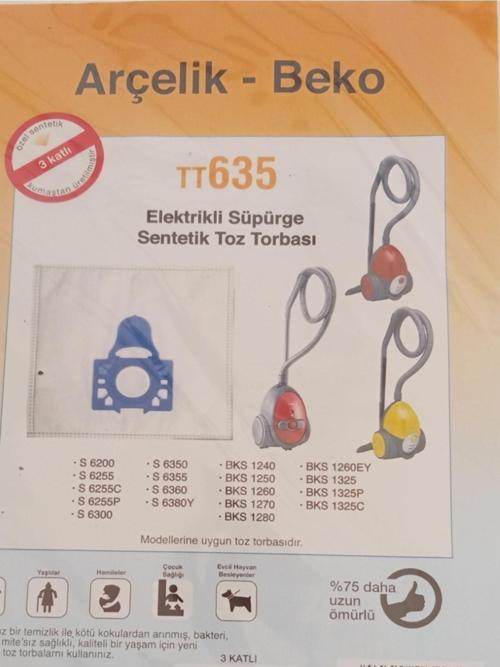 Arçelik - Beko
özel sentetik
3 katlı
kumaştan üretilmiştir
TT635
Elektrikli Süpürge
Sentetik Toz Torbası
· S 6200
· S 6255
· S 6255C
· S 6255P
· S 6300
· S 6350
· S 6355
· S 6360
· S 6380Y
· BKS 1240
· BKS 1250
· BKS 1260
· BKS 1270
· BKS 1280
· BKS 1260EY
· BKS 1325
· BKS 1325P
· BKS 1325C
Modellerine uygun toz torbasıdır.
Yaşlılar
Hamileler
Çocuk
Sağlığı
Evcil Hayvan
Besleyenler
%75 daha
uzun
ömürlü
bir temizlik ile kötü kokulardan arınmış, bakteri,
mite'sız sağlıklı, kaliteli bir yaşam için yeni
toz torbalarnı kullanınız.
3 KATLI